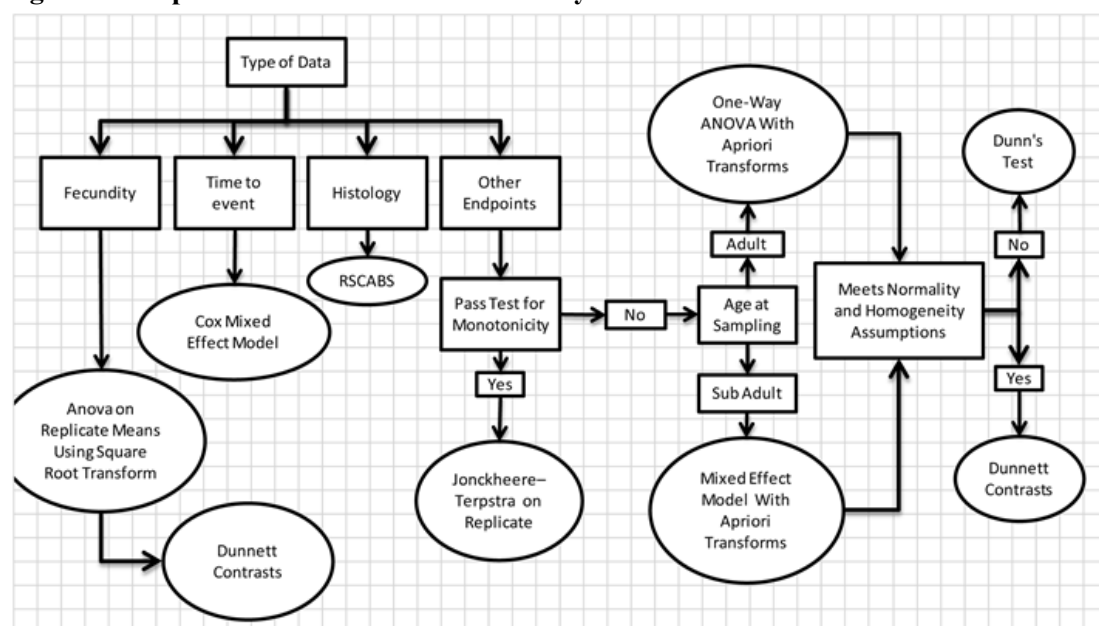 Type of Data
Fecundity
Time to
event
Histology
Other
Endpoints
RSCABS
Cox Mixed
Effect Model
Pass Test for
Monotonicity
No
Yes
Anova on
Replicate Means
Using Square
Root Transform
Dunnett
Contrasts
Jonckheere–
Terpstra on
Replicate
Age at
Sampling
Adult
One-Way
ANOVA With
Apriori
Transforms
Sub Adult
Mixed Effect
Model With
Apriori
Transforms
Meets Normality
and Homogeneity
Assumptions
No
Dunn's
Test
Yes
Dunnett
Contrasts